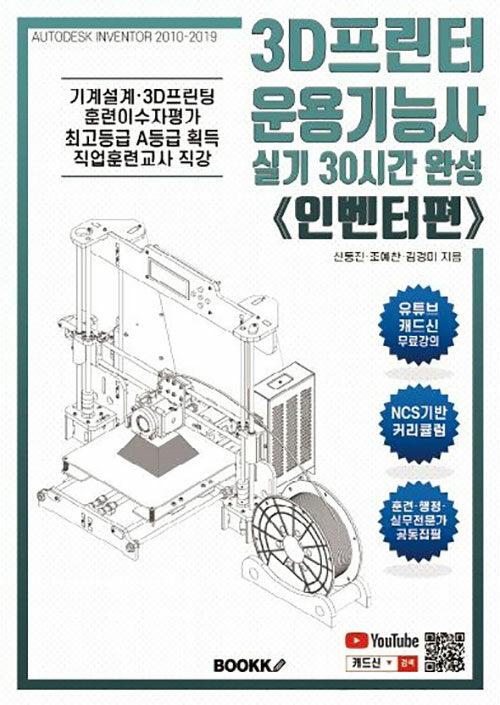 AUTODESK INVENTOR 2010-2019
3D프린터
운용기능사
실기 30시간 완성
《인벤터편》
신동진·조예찬·김경미 지음
기계설계·3D프린팅
훈련이수자평가
최고등급 A등급 획득
직업훈련교사 직강
유튜브
캐드신
무료강의
NCS기반
커리큘럼
훈련·행정·
실무전문가
공동집필
YouTube
캐드신 ▼ 검색
BOOKK